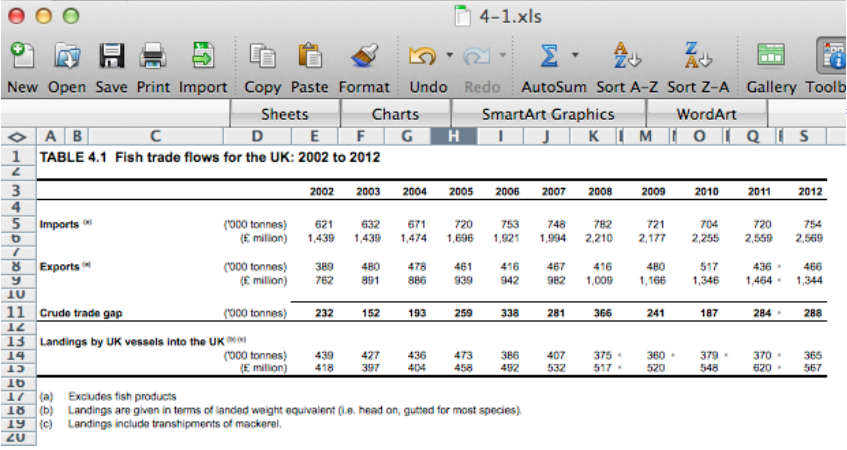 4-1.xls
New Open Save Print Import Copy Paste Format Undo Redo AutoSum Sort A-Z Sort Z-A Gallery Toolb
Sheets Charts SmartArt Graphics WordArt
A B C D E F G H I J K M O Q S
1 TABLE 4.1 Fish trade flows for the UK: 2002 to 2012
2
3 2002 2003 2004 2005 2006 2007 2008 2009 2010 2011 2012
4
5 Imports (a) ('000 tonnes) 621 632 671 720 753 748 782 721 704 720 754
6 (£ million) 1,439 1,439 1,474 1,696 1,921 1,994 2,210 2,177 2,255 2,559 2,569
7
8 Exports (a) ('000 tonnes) 389 480 478 461 416 467 416 480 517 436 * 466
9 (£ million) 762 891 886 939 942 982 1,009 1,166 1,346 1,464 * 1,344
10
11 Crude trade gap ('000 tonnes) 232 152 193 259 338 281 366 241 187 284 * 288
12
13 Landings by UK vessels into the UK (b) (c)
14 ('000 tonnes) 439 427 436 473 386 407 375 * 360 * 379 * 370 * 365
15 (£ million) 418 397 404 458 492 532 517 * 520 548 620 * 567
16
17 (a) Excludes fish products
18 (b) Landings are given in terms of landed weight equivalent (i.e. head on, gutted for most species).
19 (c) Landings include transhipments of mackerel.
20